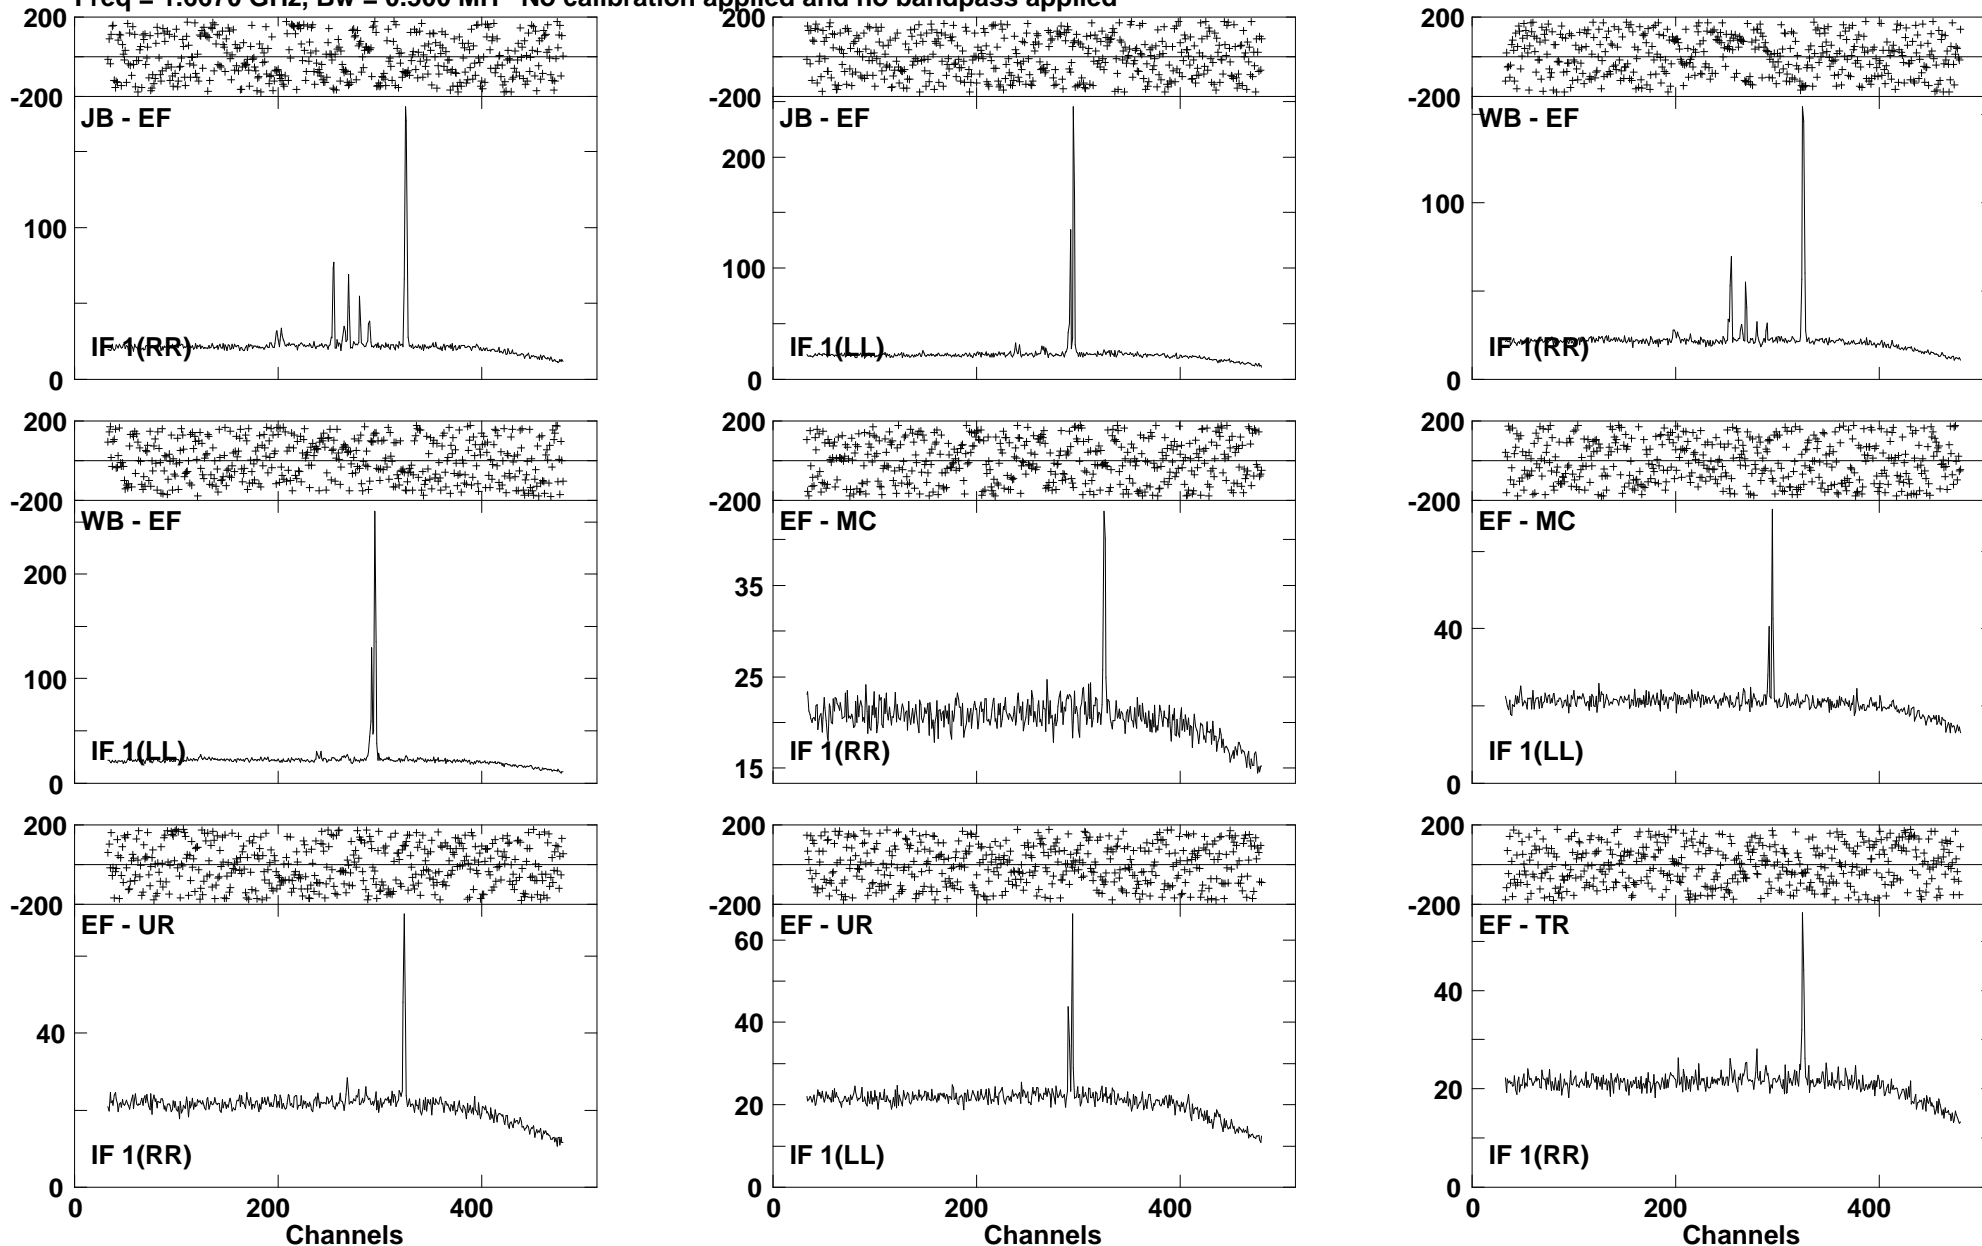 Freq = 1.6670 GHz, Bw = 0.500 MH No calibration applied and no bandpass applied
200 200 200
-200 -200 -200
JB - EF JB - EF WB - EF
200
100 100 100
IF 1(RR) IF 1(LL) IF 1(RR)
0 0 0
200 200 200
-200 -200 -200
WB - EF EF - MC EF - MC
200 35 40
100 25
IF 1(LL) IF 1(RR) IF 1(LL)
0 15 0
200 200 200
-200 -200 -200
EF - UR EF - UR EF - TR
60
40 40 40
20 20
IF 1(RR) IF 1(LL) IF 1(RR)
0 0 0
0 200 400 0 200 400 0 200 400
Channels Channels Channels